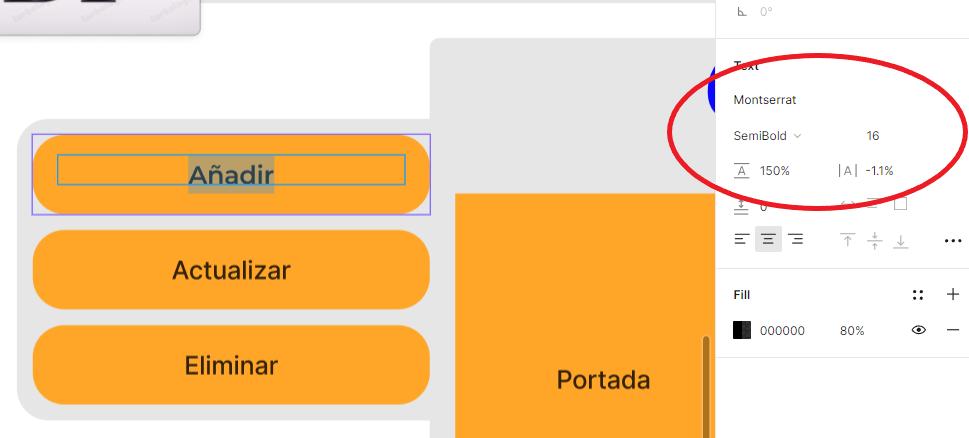 0°
Text
Montserrat
SemiBold 16
150% |A| -1.1%
0
Fill
000000 80%
Añadir
Actualizar
Eliminar
Portada